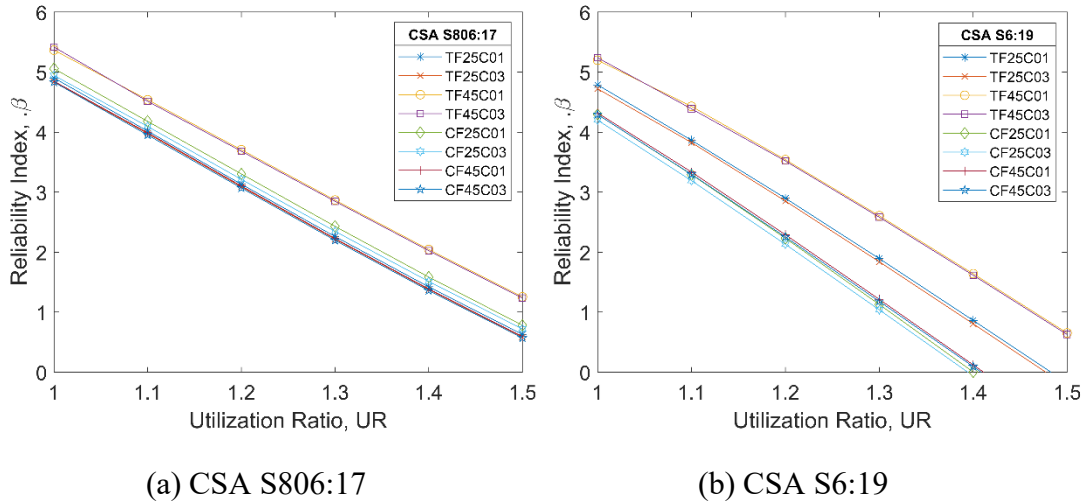 CSA S806:17
TF25C01
TF25C03
TF45C01
TF45C03
CF25C01
CF25C03
CF45C01
CF45C03
Reliability Index, .β
6
5
4
3
2
1
0
1
1.1
1.2
1.3
1.4
1.5
Utilization Ratio, UR
(a) CSA S806:17
CSA S6:19
TF25C01
TF25C03
TF45C01
TF45C03
CF25C01
CF25C03
CF45C01
CF45C03
Reliability Index, .β
6
5
4
3
2
1
0
1
1.1
1.2
1.3
1.4
1.5
Utilization Ratio, UR
(b) CSA S6:19